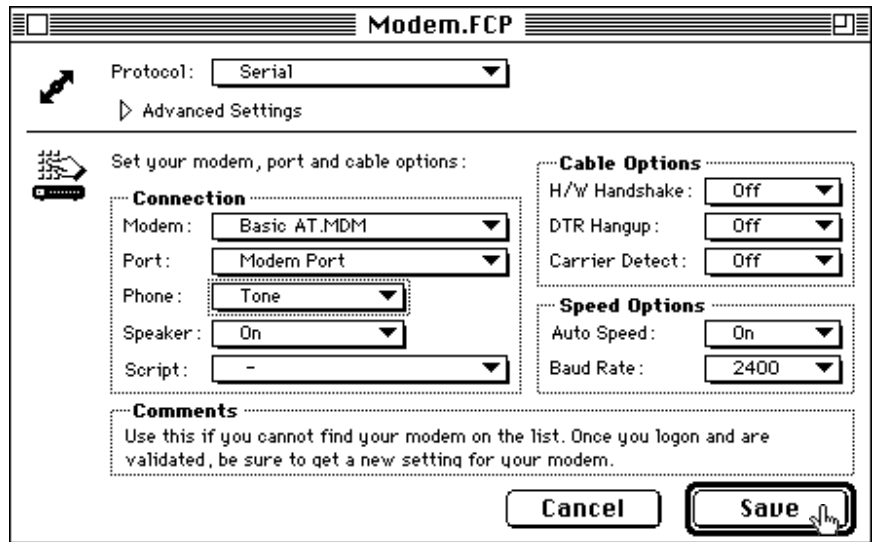 Modem.FCP
Protocol: Serial
Advanced Settings
Set your modem, port and cable options:
Connection
Modem: Basic AT.MDM
Port: Modem Port
Phone: Tone
Speaker: On
Script: -
Cable Options
H/W Handshake: Off
DTR Hangup: Off
Carrier Detect: Off
Speed Options
Auto Speed: On
Baud Rate: 2400
Comments
Use this if you cannot find your modem on the list. Once you logon and are
validated, be sure to get a new setting for your modem.
Cancel Save